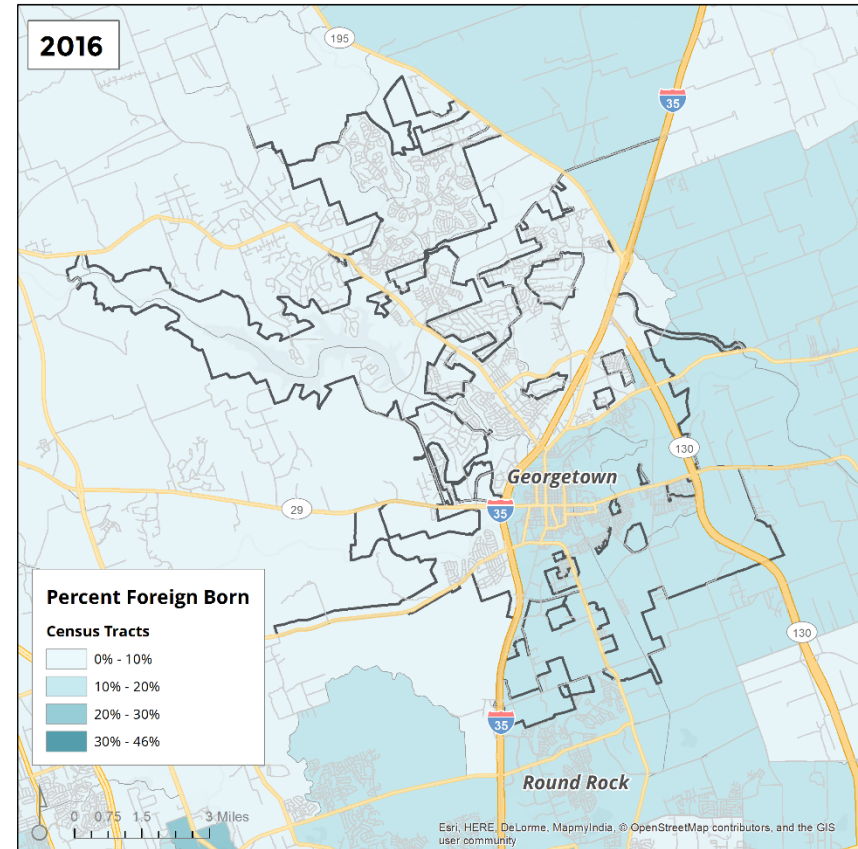 2016
195
35
130
Georgetown
29
35
130
Percent Foreign Born
Census Tracts
0% - 10%
10% - 20%
20% - 30%
30% - 46%
35
Round Rock
0 0.75 1.5 3 Miles
Esri, HERE, DeLorme, MapmyIndia, © OpenStreetMap contributors, and the GIS
user community